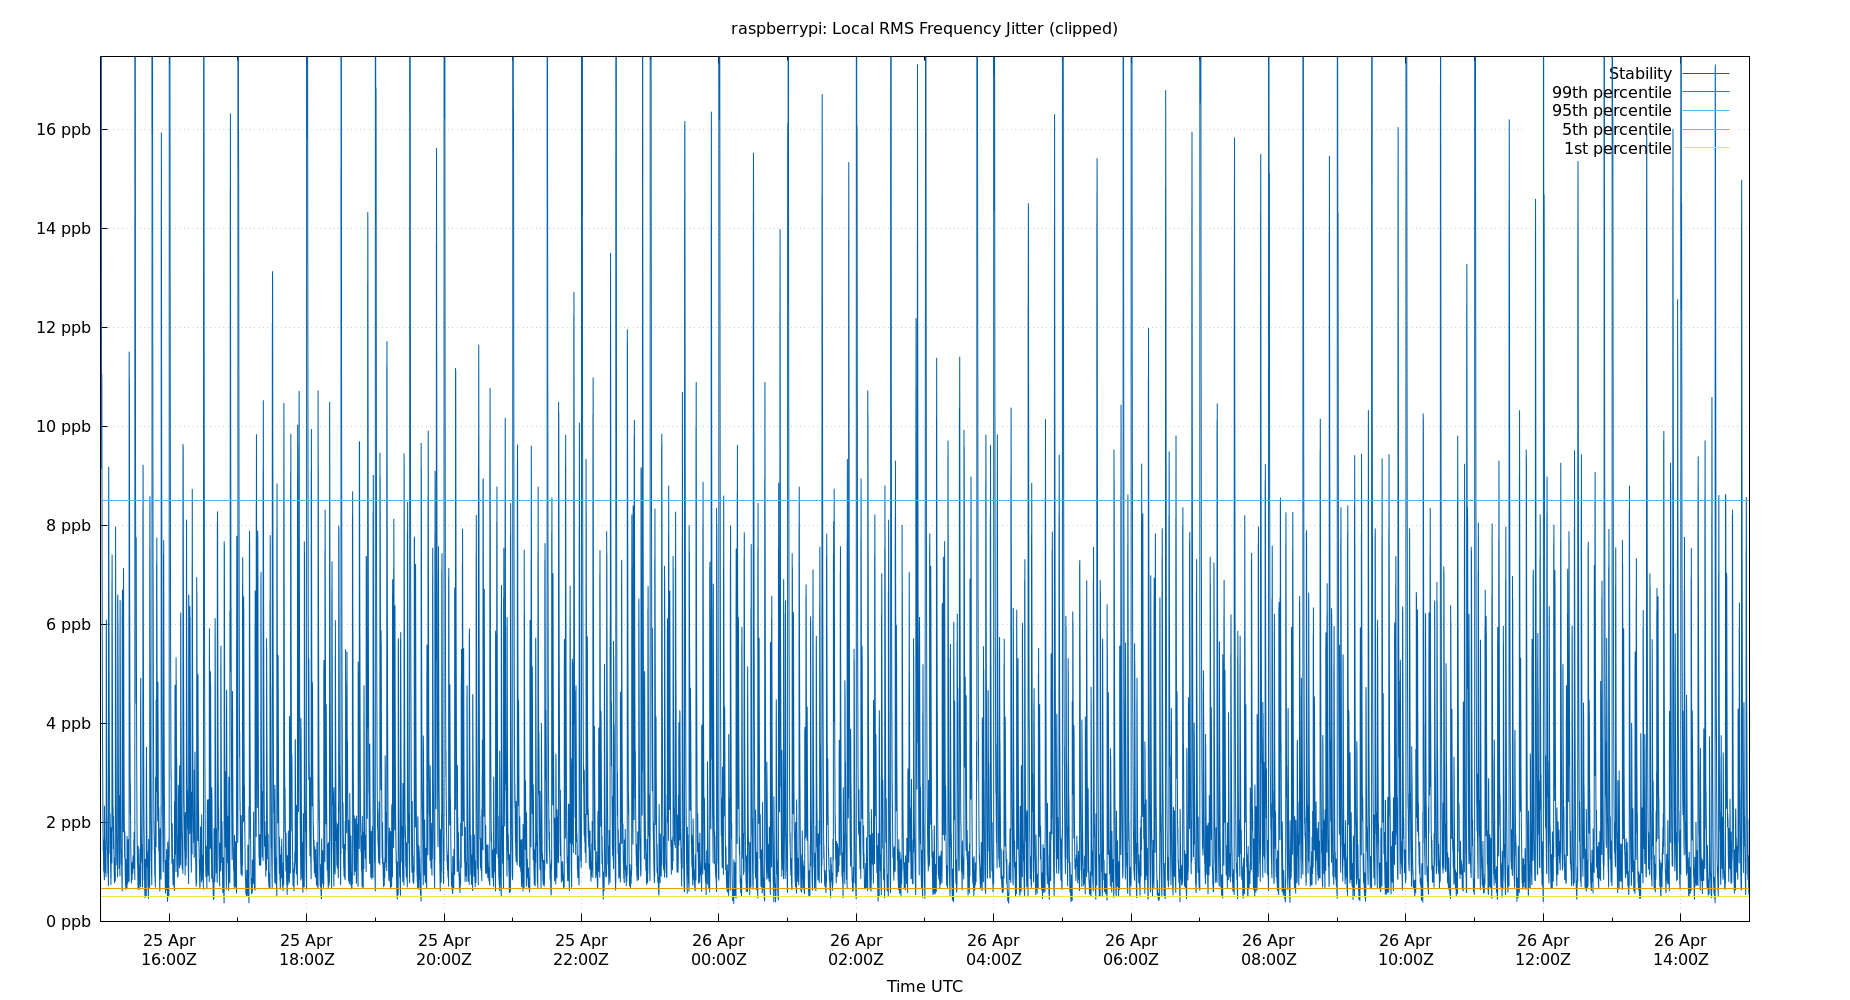 raspberrypi: Local RMS Frequency Jitter (clipped)
Stability
99th percentile
95th percentile
5th percentile
1st percentile
16 ppb
14 ppb
12 ppb
10 ppb
8 ppb
6 ppb
4 ppb
2 ppb
0 ppb
25 Apr 25 Apr 25 Apr 25 Apr 26 Apr 26 Apr 26 Apr 26 Apr 26 Apr 26 Apr 26 Apr 26 Apr
16:00Z 18:00Z 20:00Z 22:00Z 00:00Z 02:00Z 04:00Z 06:00Z 08:00Z 10:00Z 12:00Z 14:00Z
Time UTC